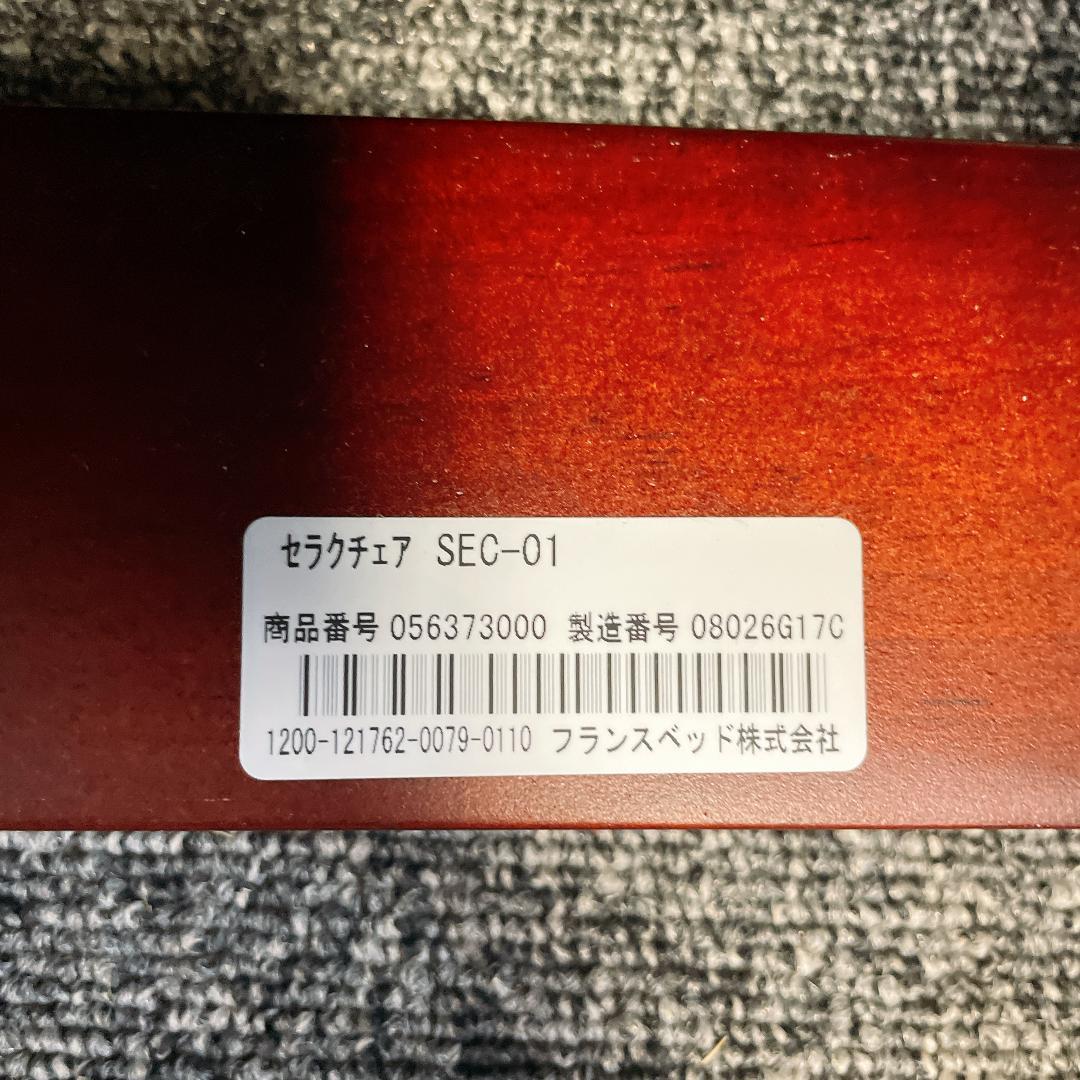 セラクチェア SEC-01
商品番号 056373000 製造番号 08026G17C
1200-121762-0079-0110 フランスベッド株式会社